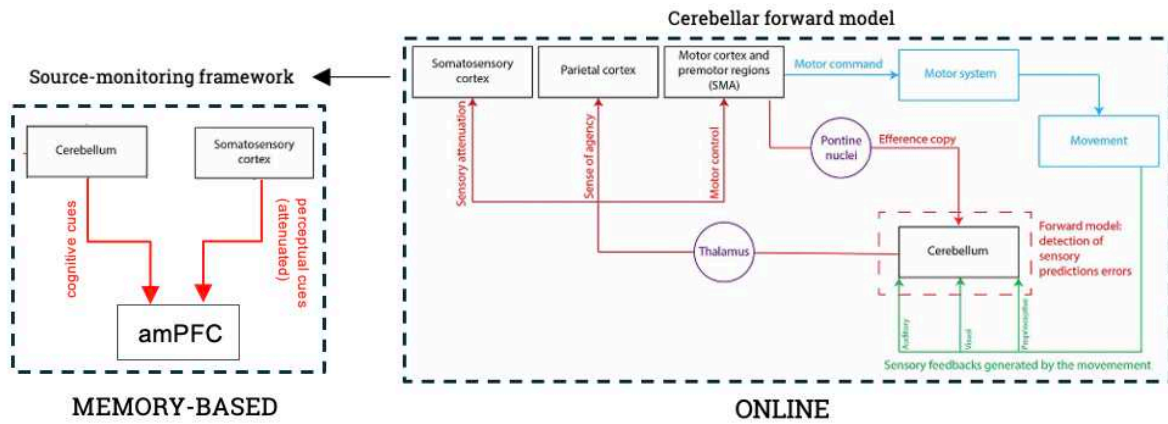 Cerebellar forward model
Source-monitoring framework
Cerebellum
Somatosensory
cortex
cognitive cues
perceptual cues
(attenuated)
amPFC
MEMORY-BASED
Somatosensory
cortex
Parietal cortex
Motor cortex and
premotor regions
(SMA)
Motor command
Motor system
Movement
Sensory attenuation
Sense of agency
Motor control
Pontine
nuclei
Efference copy
Thalamus
Cerebellum
Forward model:
detection of
sensory
predictions errors
Auditory
Visual
Proprioceptive
Sensory feedbacks generated by the movemement
ONLINE